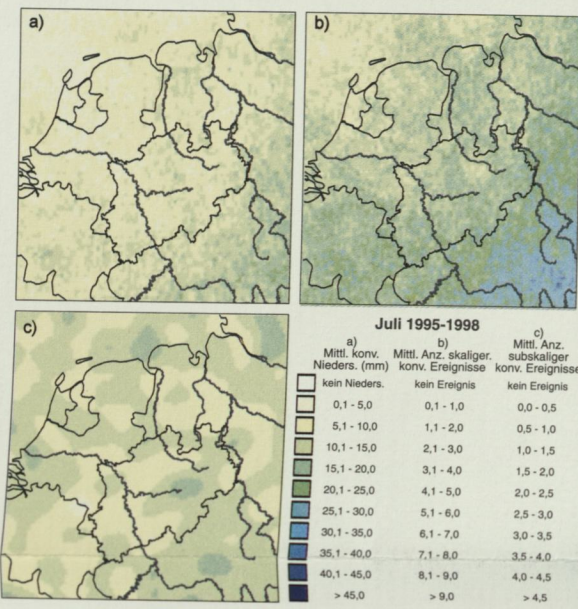 a)
b)
c)
Juli 1995-1998
a) b) c)
Mittl. konv. Mittl. Anz. skaliger. Mittl. Anz.
Nieders. (mm) konv. Ereignisse subskaliger
konv. Ereignisse
kein Nieders. kein Ereignis kein Ereignis
0,1 - 5,0 0,1 - 1,0 0,0 - 0,5
5,1 - 10,0 1,1 - 2,0 0,5 - 1,0
10,1 - 15,0 2,1 - 3,0 1,0 - 1,5
15,1 - 20,0 3,1 - 4,0 1,5 - 2,0
20,1 - 25,0 4,1 - 5,0 2,0 - 2,5
25,1 - 30,0 5,1 - 6,0 2,5 - 3,0
30,1 - 35,0 6,1 - 7,0 3,0 - 3,5
35,1 - 40,0 7,1 - 8,0 3,5 - 4,0
40,1 - 45,0 8,1 - 9,0 4,0 - 4,5
> 45,0 > 9,0 > 4,5